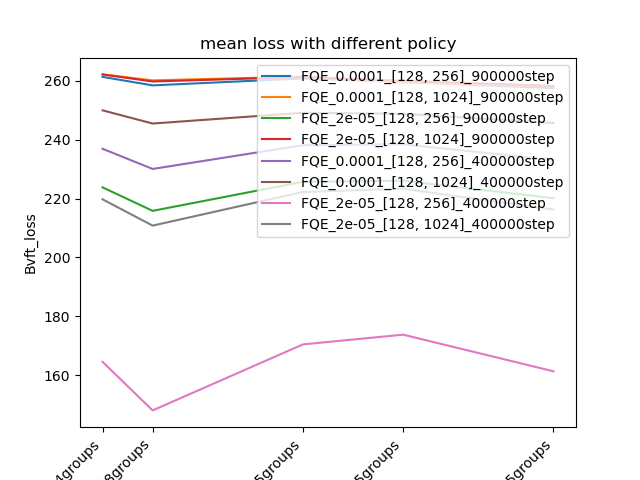 mean loss with different policy
FQE_0.0001_[128, 256]_900000step
FQE_0.0001_[128, 1024]_900000step
FQE_2e-05_[128, 256]_900000step
FQE_2e-05_[128, 1024]_900000step
FQE_0.0001_[128, 256]_400000step
FQE_0.0001_[128, 1024]_400000step
FQE_2e-05_[128, 256]_400000step
FQE_2e-05_[128, 1024]_400000step
Bvft_loss
260
240
220
200
180
160
groups
8groups
5groups
5groups
5groups